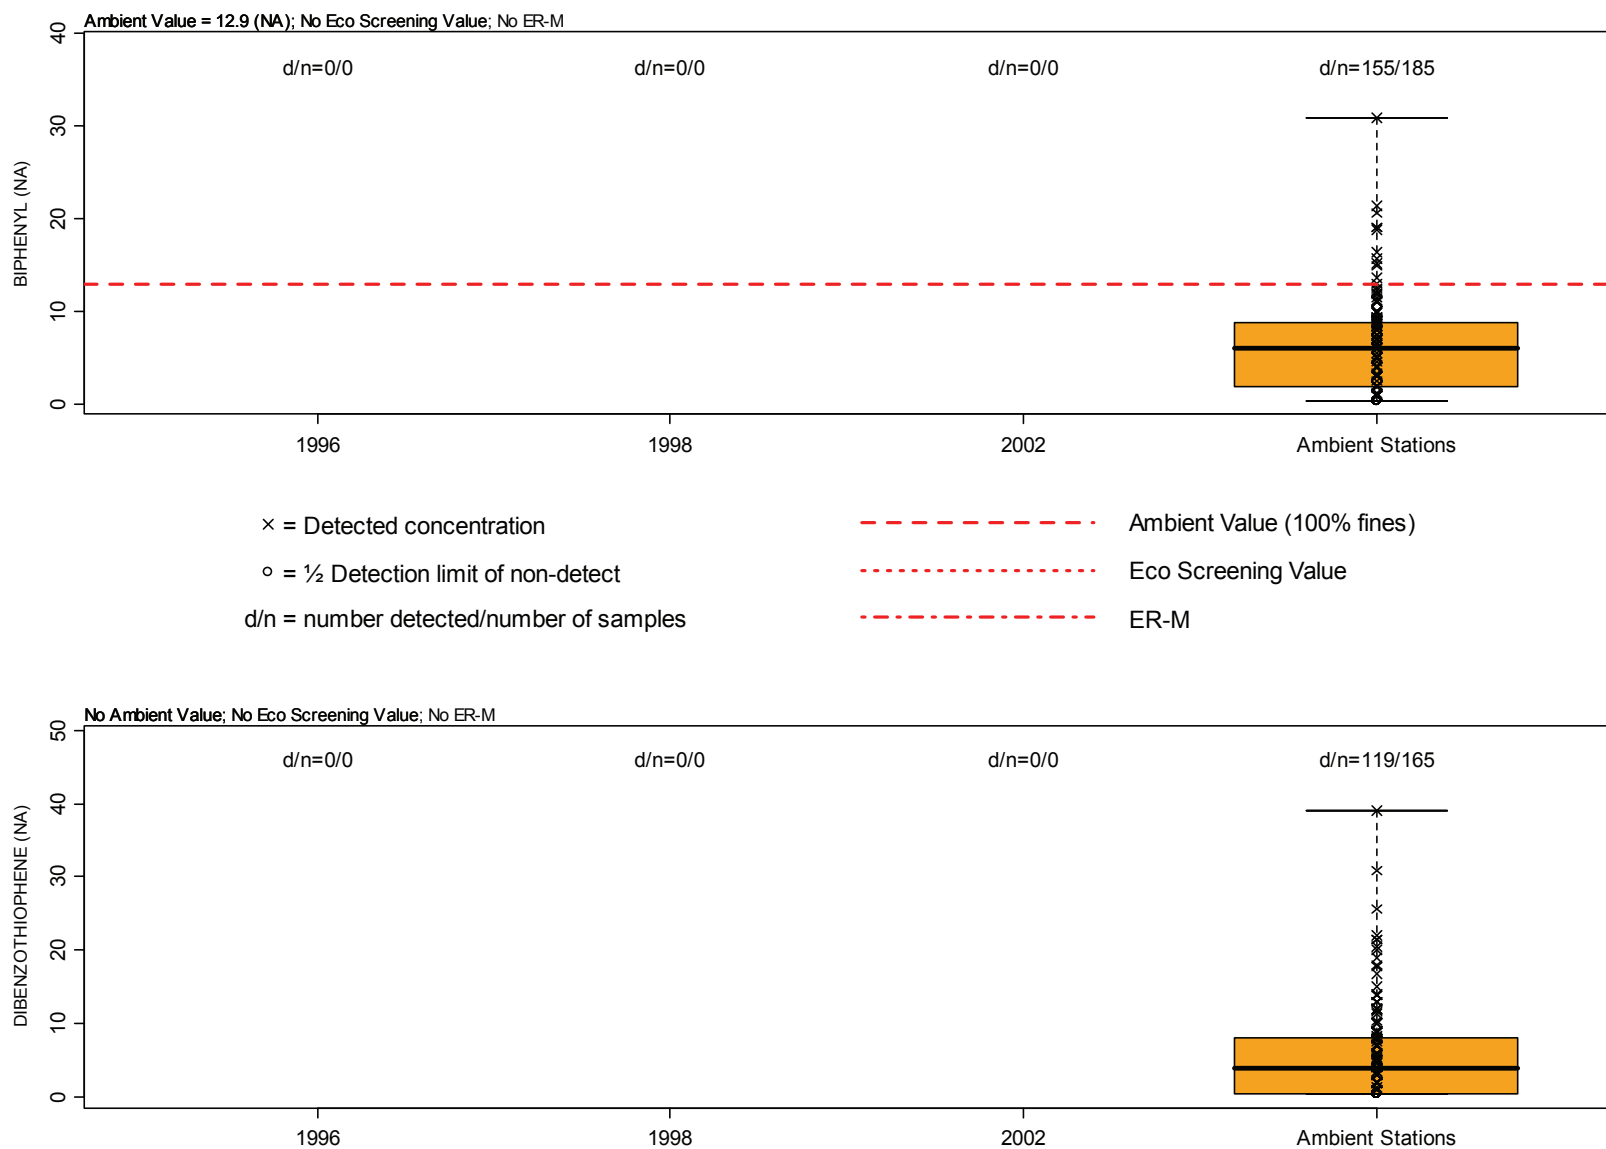 Ambient Value = 12.9 (NA); No Eco Screening Value; No ER-M
BIPHENYL (NA)
40
30
20
10
0
d/n=0/0 d/n=0/0 d/n=0/0 d/n=155/185
1996 1998 2002 Ambient Stations
× = Detected concentration
o = ½ Detection limit of non-detect
d/n = number detected/number of samples
Ambient Value (100% fines)
Eco Screening Value
ER-M
No Ambient Value; No Eco Screening Value; No ER-M
DIBENZOTHIOPHENE (NA)
50
40
30
20
10
0
d/n=0/0 d/n=0/0 d/n=0/0 d/n=119/165
1996 1998 2002 Ambient Stations